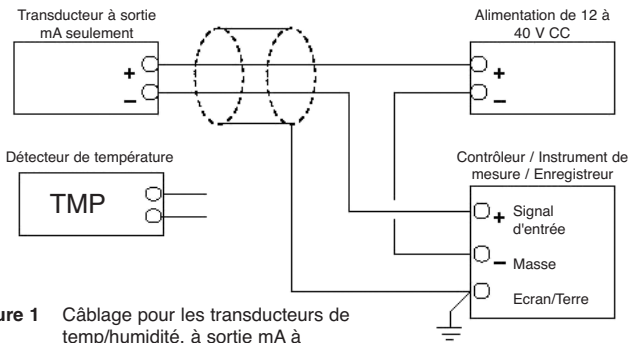 Transducteur à sortie
mA seulement
Alimentation de 12 à
40 V CC
+
–
+
–
Détecteur de température
TMP
Contrôleur / Instrument de
mesure / Enregistreur
+ Signal
d'entrée
– Masse
Ecran/Terre
ure 1 Câblage pour les transducteurs de
temp/humidité, à sortie mA à